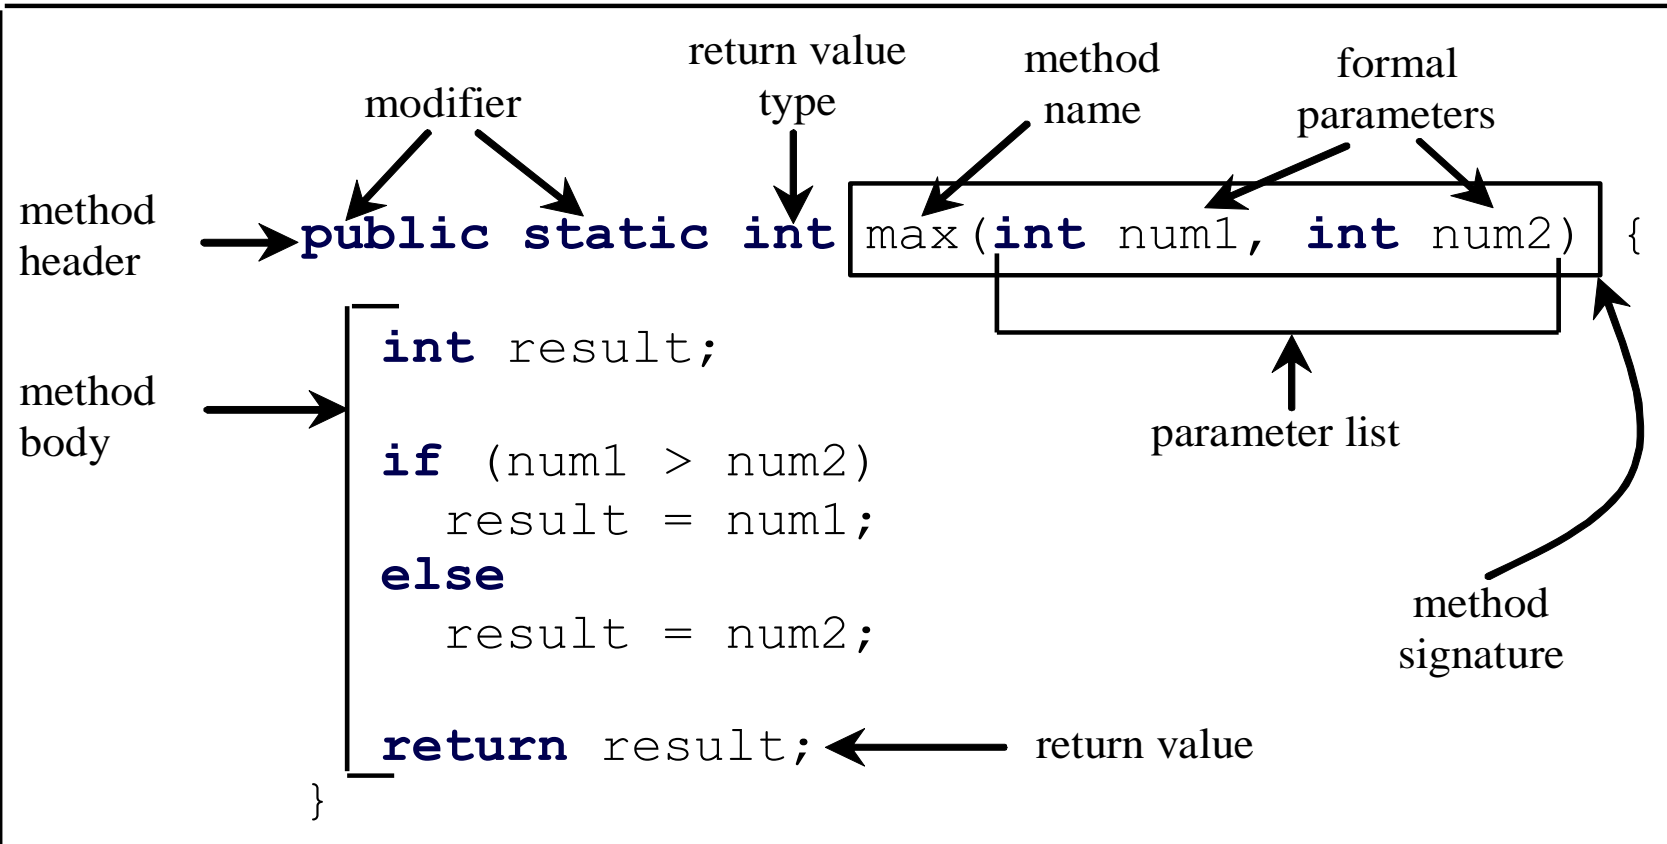 return value
type
method
name
formal
parameters
modifier
method
header
public static int max(int num1, int num2) {
int result;
method
body
parameter list
if (num1 > num2)
result = num1;
else
result = num2;
method
signature
return result;
return value
}